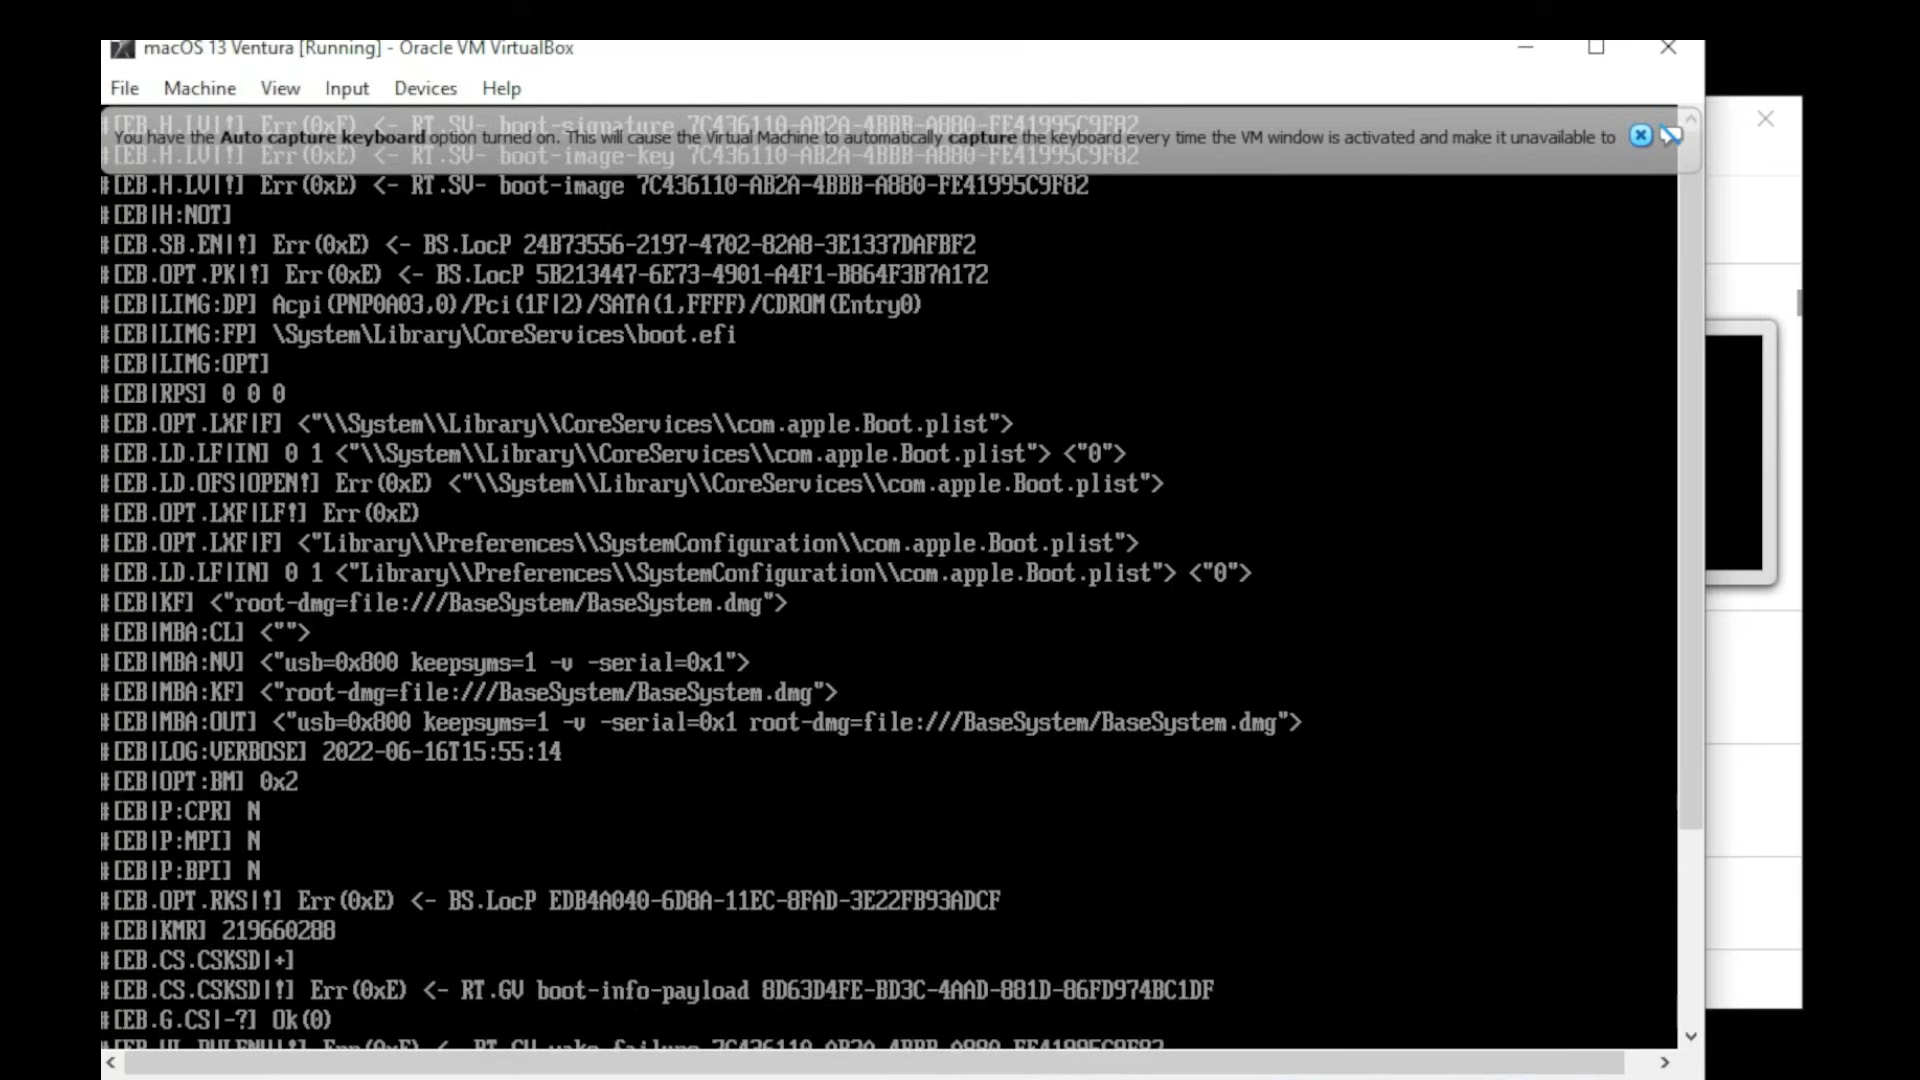 macOS 13 Ventura [Running] - Oracle VM VirtualBox
File Machine View Input Devices Help
#[EB.H.LV|!] Err(0xE) <- RT.SV- boot-signature 7C436110-AB2A-4BBB-A880-FE41995C9F82
You have the Auto capture keyboard option turned on. This will cause the Virtual Machine to automatically capture the keyboard every time the VM window is activated and make it unavailable to
#[EB.H.LV|!] Err(0xE) <- RT.SV- boot-image-key 7C436110-AB2A-4BBB-A880-FE41995C9F82
#[EB.H.LV|!] Err(0xE) <- RT.SV- boot-image 7C436110-AB2A-4BBB-A880-FE41995C9F82
#[EB|H:NOT]
#[EB.SB.EN|!] Err(0xE) <- BS.LocP 24B73556-2197-4702-82A8-3E1337DAFBF2
#[EB.OPT.PK|!] Err(0xE) <- BS.LocP 5B213447-6E73-4901-A4F1-B864F3B7A172
#[EB|LIMG:DP] Acpi(PNP0A03,0)/Pci(1F|2)/SATA(1,FFFF)/CDROM(Entry0)
#[EB|LIMG:FP] \System\Library\CoreServices\boot.efi
#[EB|LIMG:OPT]
#[EB|RPS] 0 0 0
#[EB.OPT.LXF|F] <"\\System\\Library\\CoreServices\\com.apple.Boot.plist">
#[EB.LD.LF|IN] 0 1 <"\\System\\Library\\CoreServices\\com.apple.Boot.plist"> <"0">
#[EB.LD.OFS|OPEN!] Err(0xE) <"\\System\\Library\\CoreServices\\com.apple.Boot.plist">
#[EB.OPT.LXF|LF!] Err(0xE)
#[EB.OPT.LXF|F] <"Library\\Preferences\\SystemConfiguration\\com.apple.Boot.plist">
#[EB.LD.LF|IN] 0 1 <"Library\\Preferences\\SystemConfiguration\\com.apple.Boot.plist"> <"0">
#[EB|KF] <"root-dmg=file:///BaseSystem/BaseSystem.dmg">
#[EB|MBA:CL] <"">
#[EB|MBA:NV] <"usb=0x800 keepsyms=1 -v -serial=0x1">
#[EB|MBA:KF] <"root-dmg=file:///BaseSystem/BaseSystem.dmg">
#[EB|MBA:OUT] <"usb=0x800 keepsyms=1 -v -serial=0x1 root-dmg=file:///BaseSystem/BaseSystem.dmg">
#[EB|LOG:VERBOSE] 2022-06-16T15:55:14
#[EB|OPT:BM] 0x2
#[EB|P:CPR] N
#[EB|P:MPI] N
#[EB|P:BPI] N
#[EB.OPT.RKS|!] Err(0xE) <- BS.LocP EDB4A040-6D8A-11EC-8FAD-3E22FB93ADCF
#[EB|KMR] 219660288
#[EB.CS.CSKSD|+]
#[EB.CS.CSKSD|!] Err(0xE) <- RT.GV boot-info-payload 8D63D4FE-BD3C-4AAD-881D-86FD974BC1DF
#[EB.G.CS|-?] Ok(0)
Err(0xE) <- RT.GV wake-failure 7C436110-AB2A-4BBB-A880-FE41995C9F82